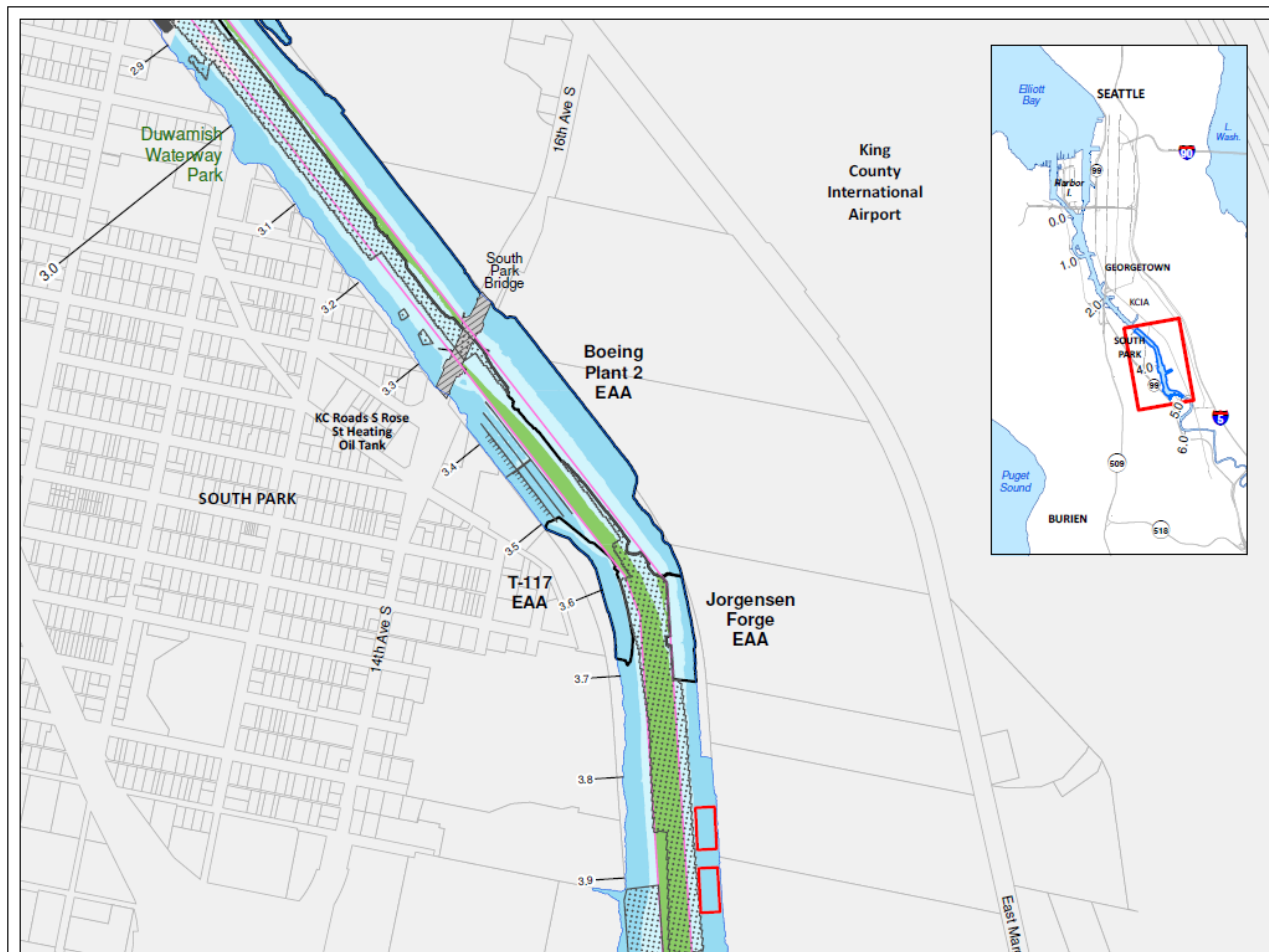 2.9
Duwamish
Waterway
Park
3.0
3.1
3.2
3.3
3.4
3.5
3.6
3.7
3.8
3.9
16th Ave S
South
Park
Bridge
King
County
International
Airport
Boeing
Plant 2
EAA
KC Roads S Rose
St Heating
Oil Tank
SOUTH PARK
T-117
EAA
Jorgensen
Forge
EAA
14th Ave S
East Mar
Elliott
Bay
SEATTLE
L.
Wash.
90
99
Harbor
I.
0.0
1.0
GEORGETOWN
2.0
KCIA
SOUTH
PARK
4.0
99
5.0
6.0
5
509
Puget
Sound
BURIEN
518